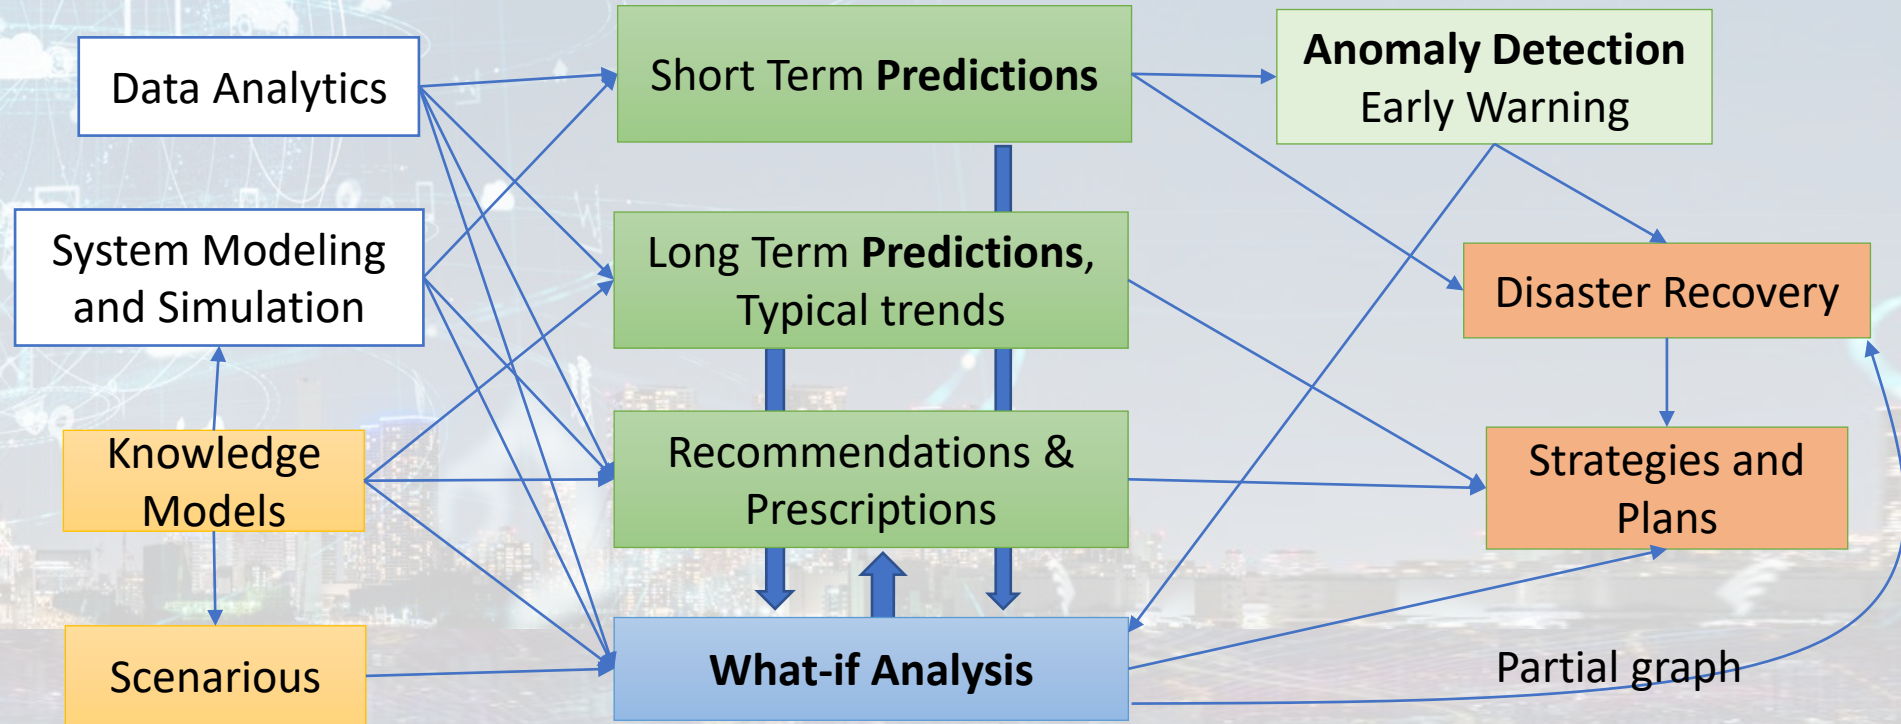 Data Analytics
Short Term Predictions
Anomaly Detection
Early Warning
System Modeling
and Simulation
Long Term Predictions,
Typical trends
Disaster Recovery
Knowledge
Models
Recommendations &
Prescriptions
Strategies and
Plans
Scenarious
What-if Analysis
Partial graph